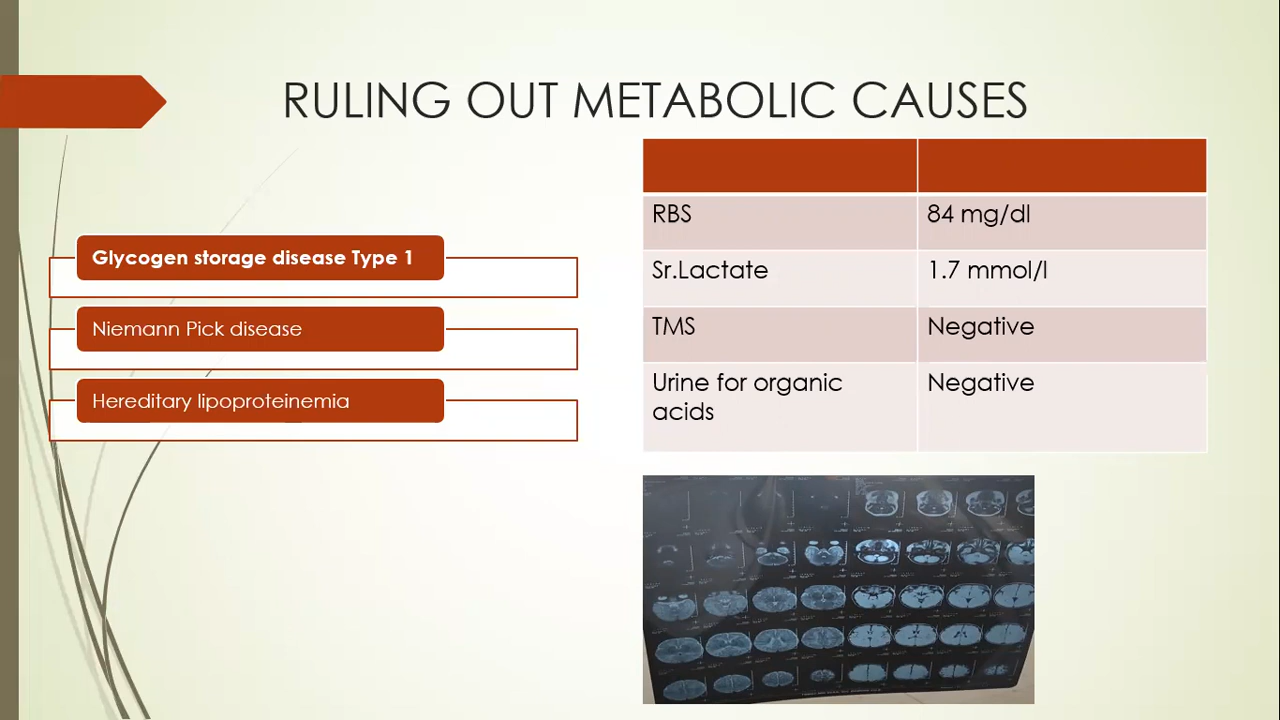 RULING OUT METABOLIC CAUSES
Glycogen storage disease Type 1
Niemann Pick disease
Hereditary lipoproteinemia
RBS 84 mg/dl
Sr.Lactate 1.7 mmol/l
TMS Negative
Urine for organic Negative
acids